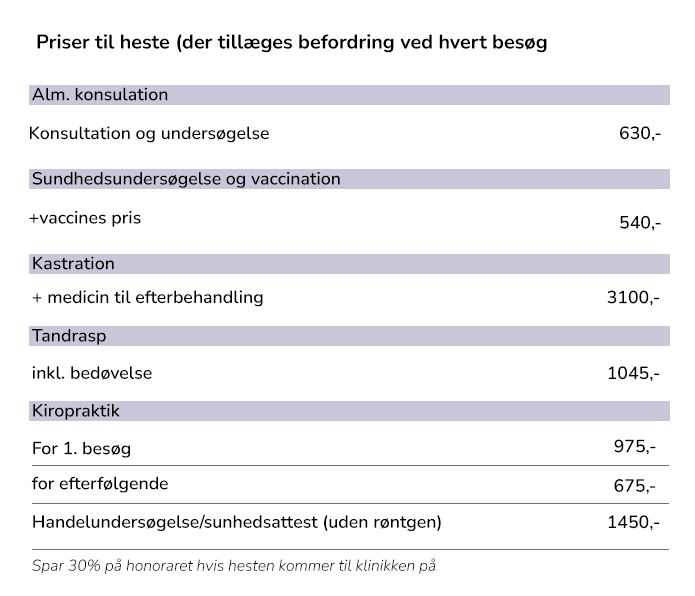 Priser til heste (der tillæges befordring ved hvert besøg
Alm. konsulation
Konsultation og undersøgelse 630,-
Sundhedsundersøgelse og vaccination
+vaccines pris 540,-
Kastration
+ medicin til efterbehandling 3100,-
Tandrasp
inkl. bedøvelse 1045,-
Kiropraktik
For 1. besøg 975,-
for efterfølgende 675,-
Handelundersøgelse/sunhedsattest (uden røntgen) 1450,-
Spar 30% på honoraret hvis hesten kommer til klinikken på